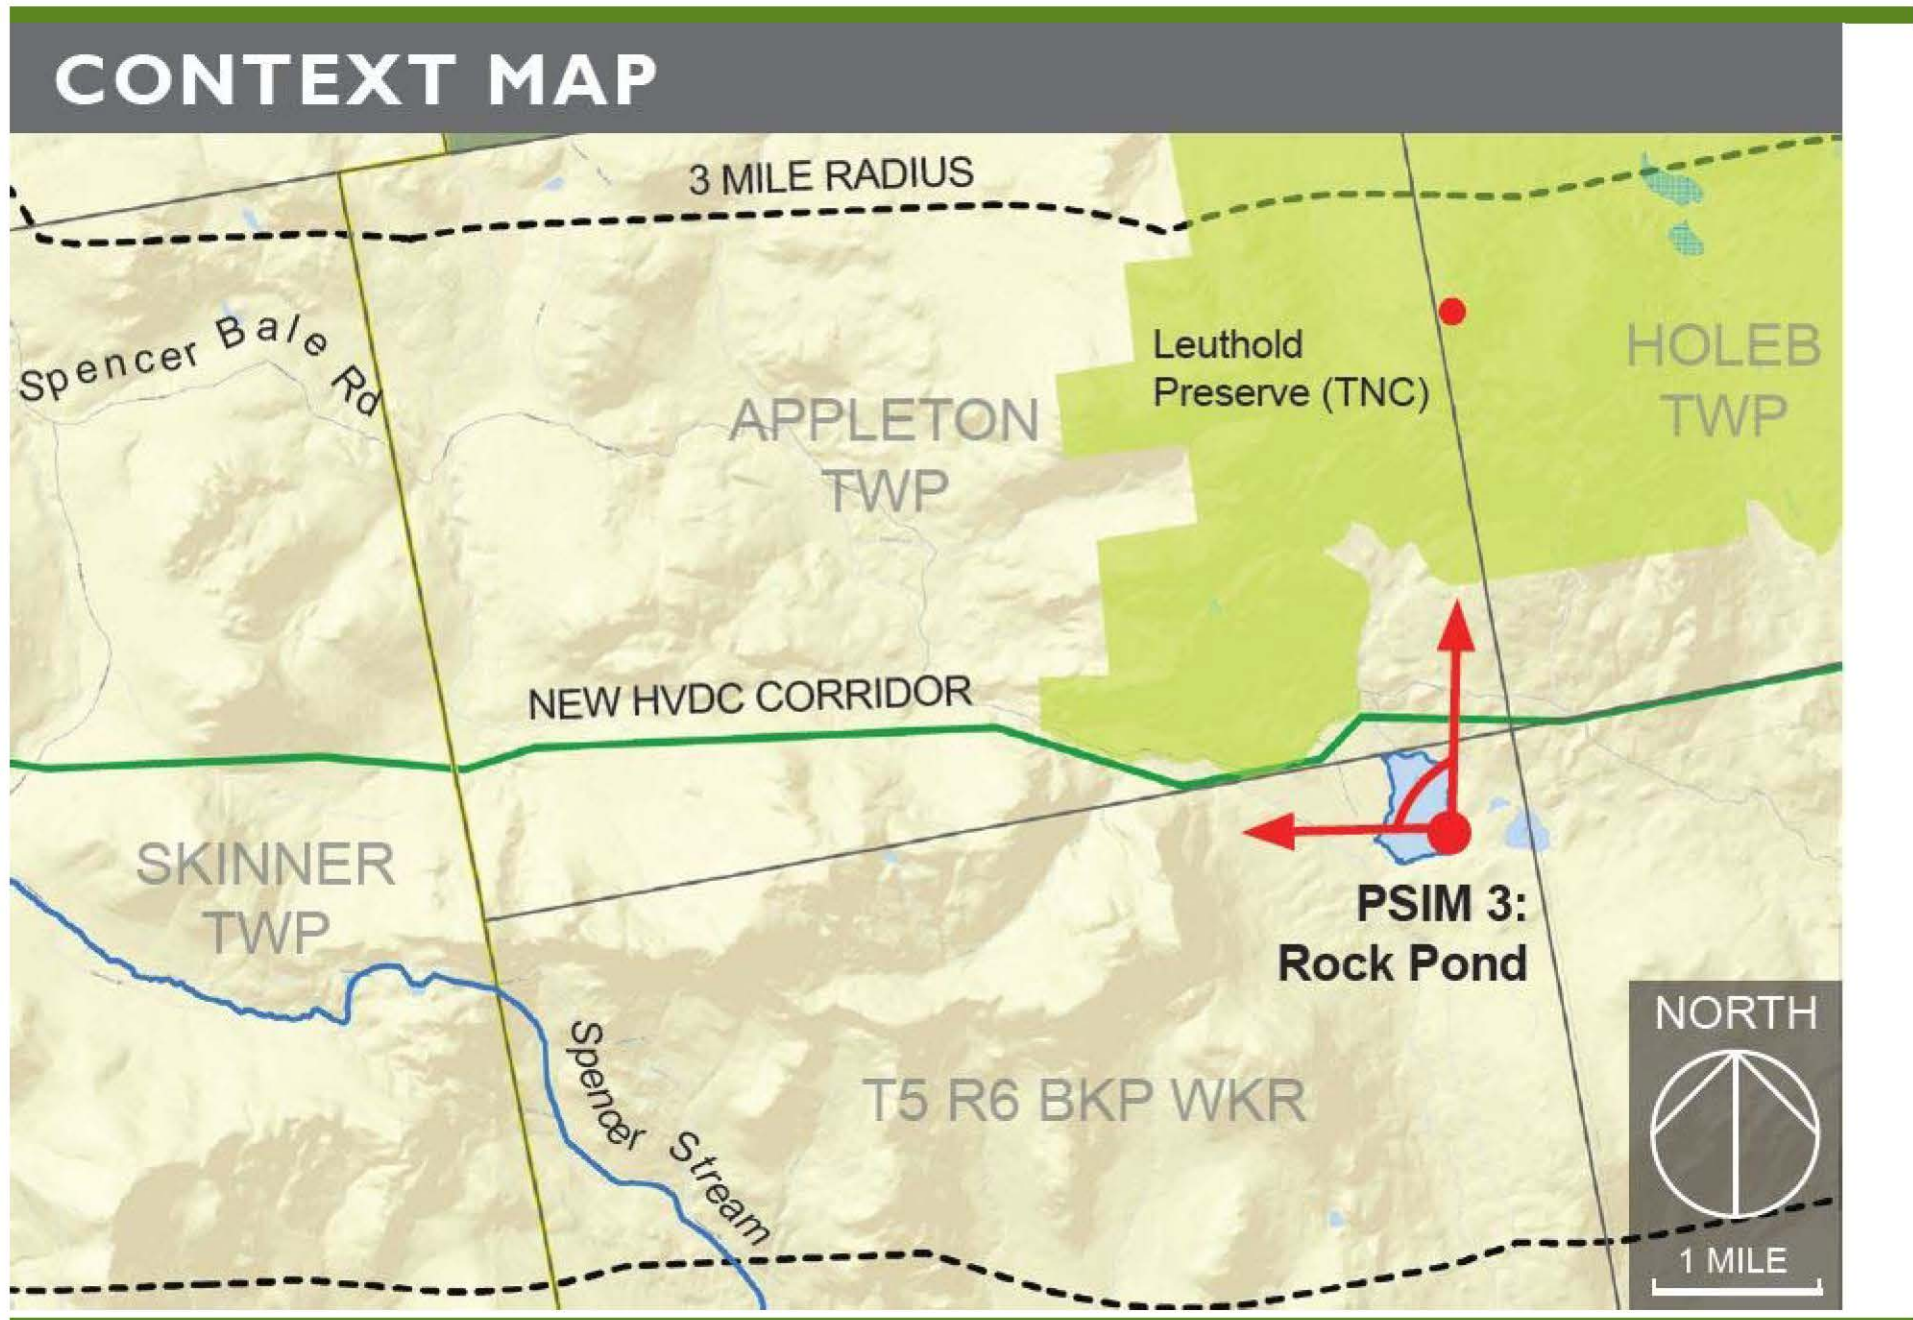 CONTEXT MAP
3 MILE RADIUS
Spencer Bale Rd
Leuthold
Preserve (TNC)
HOLEB
TWP
APPLETON
TWP
NEW HVDC CORRIDOR
SKINNER
TWP
PSIM 3:
Rock Pond
Spencer Stream
T5 R6 BKP WKR
NORTH
1 MILE